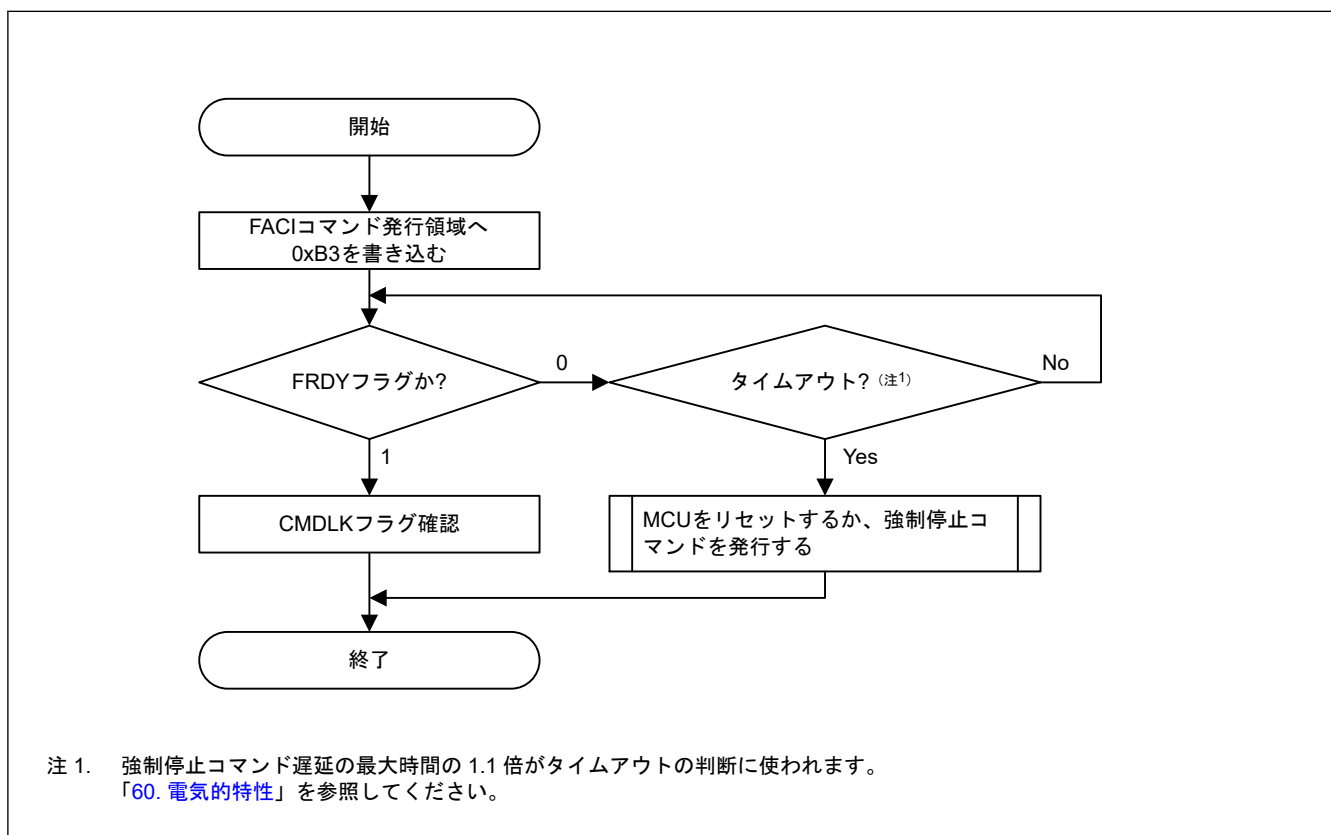 開始
FACIコマンド発行領域へ
0xB3を書き込む
FRDYフラグか?
0
タイムアウト?（注1）
No
1
Yes
CMDLKフラグ確認
MCUをリセットするか、強制停止コ
マンドを発行する
終了
注 1. 強制停止コマンド遅延の最大時間の 1.1 倍がタイムアウトの判断に使われます。
「60. 電気的特性」を参照してください。